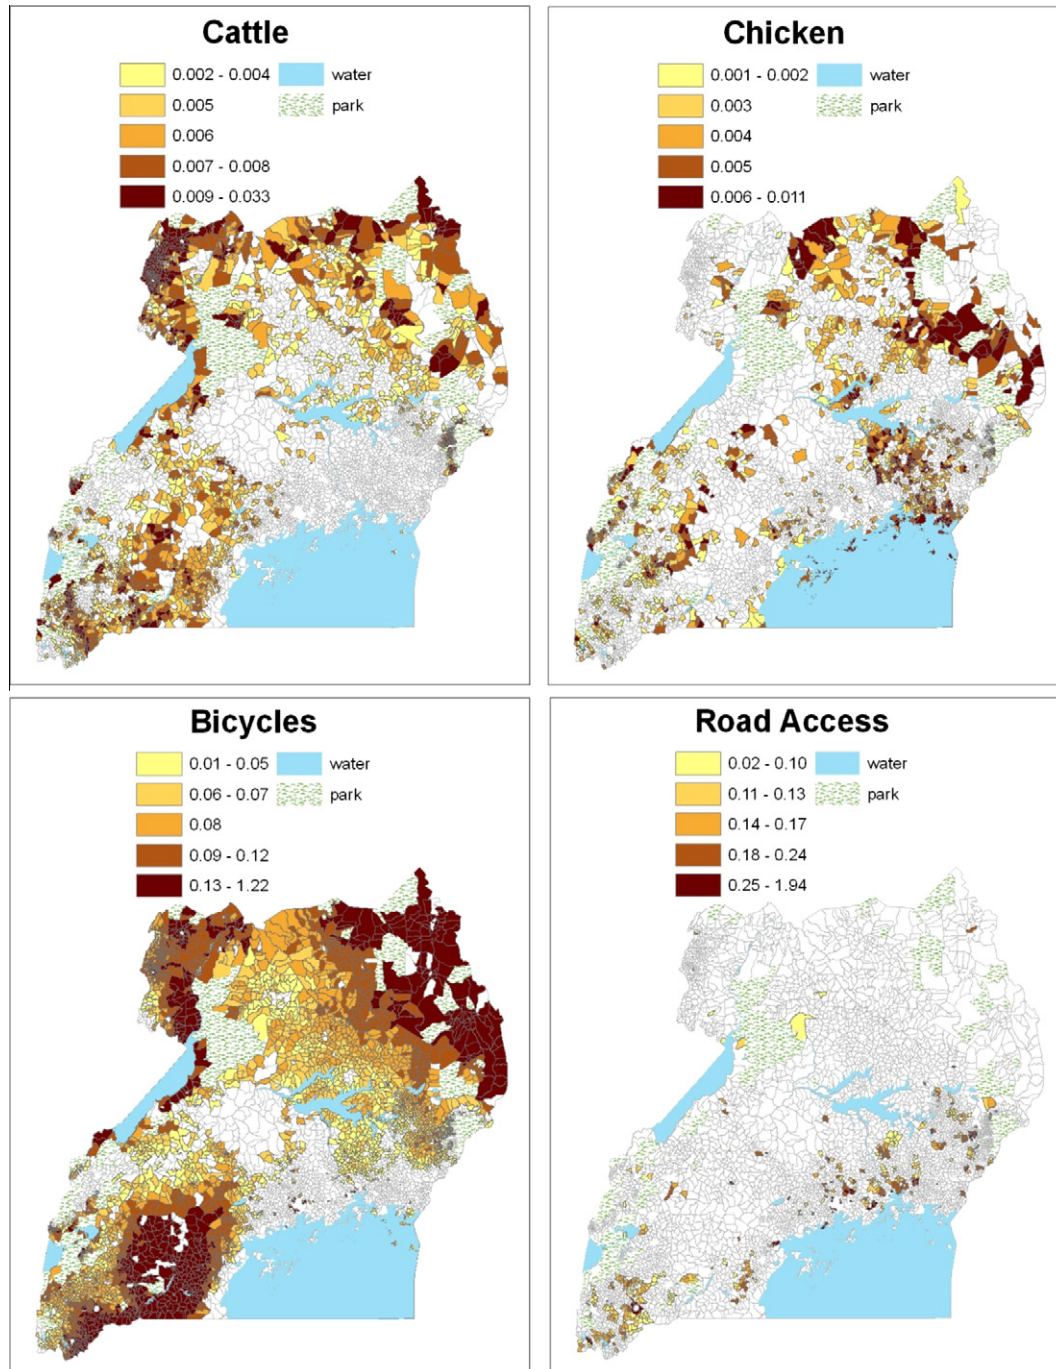 Cattle
0.002 - 0.004 water
0.005 park
0.006
0.007 - 0.008
0.009 - 0.033
Chicken
0.001 - 0.002 water
0.003 park
0.004
0.005
0.006 - 0.011
Bicycles
0.01 - 0.05 water
0.06 - 0.07 park
0.08
0.09 - 0.12
0.13 - 1.22
Road Access
0.02 - 0.10 water
0.11 - 0.13 park
0.14 - 0.17
0.18 - 0.24
0.25 - 1.94